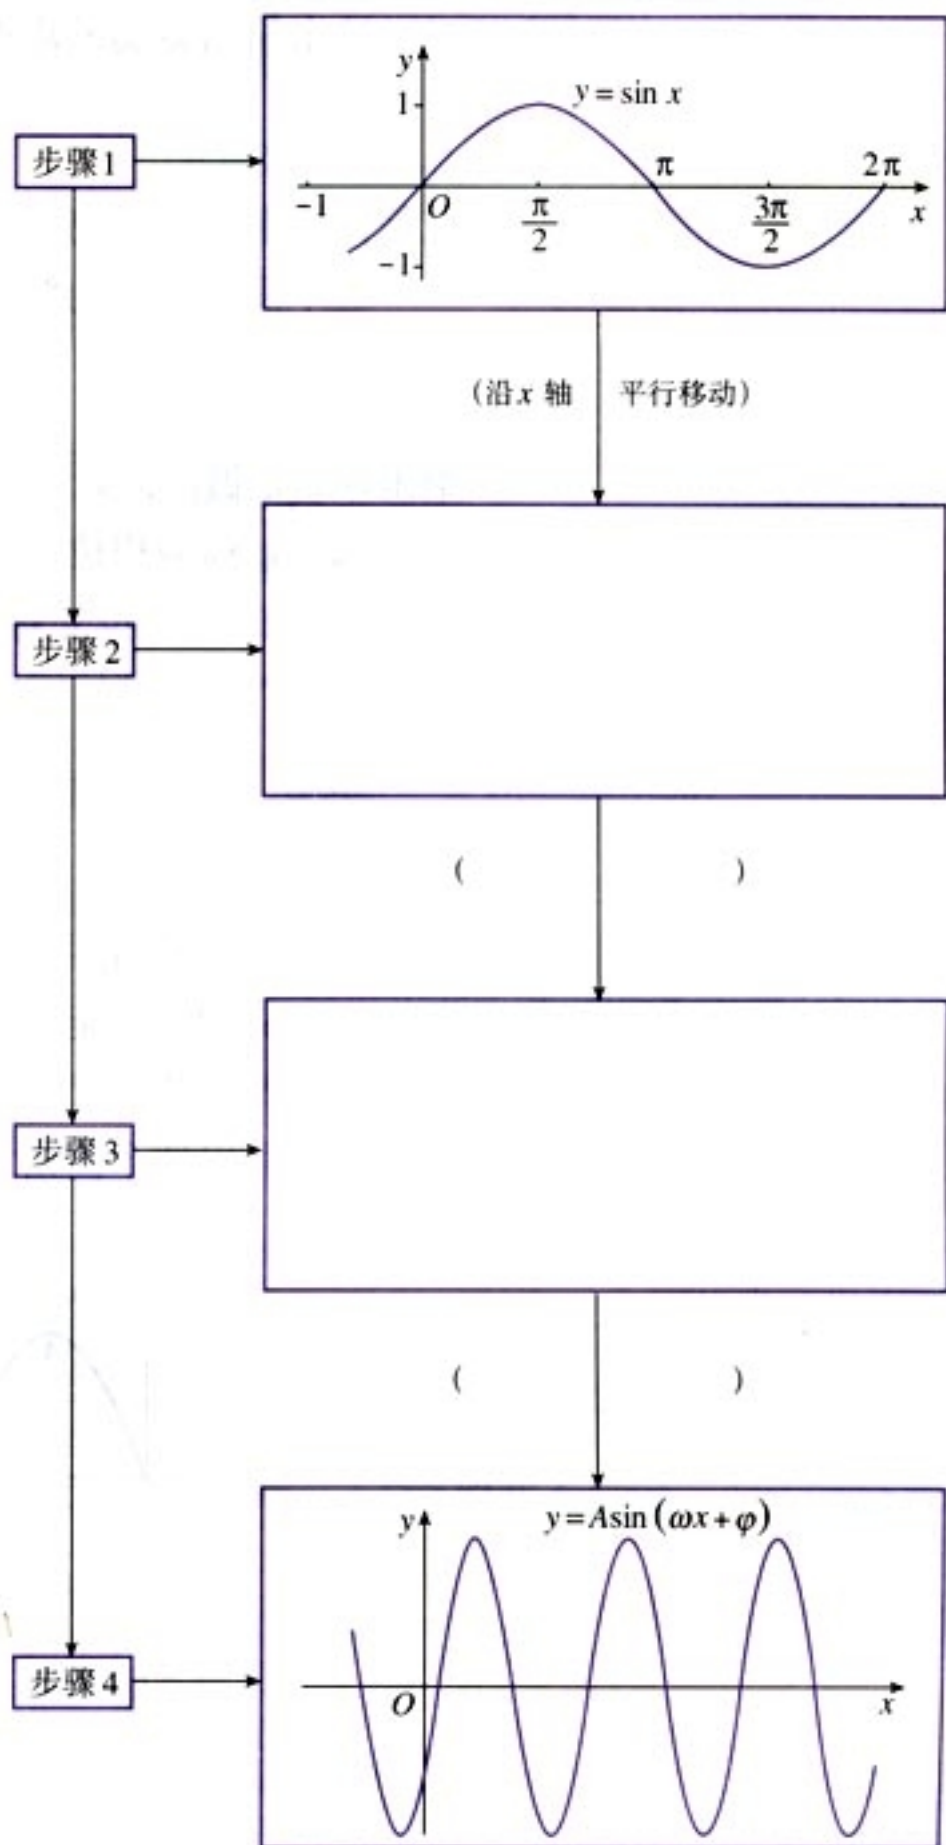 y
y = sin x
1
步骤1
π
2π
-1
O
π/2
3π/2
x
-1
(沿 x 轴 平行移动)
步骤2
( )
步骤3
( )
y
y=Asin(ωx+φ)
步骤4
O
x